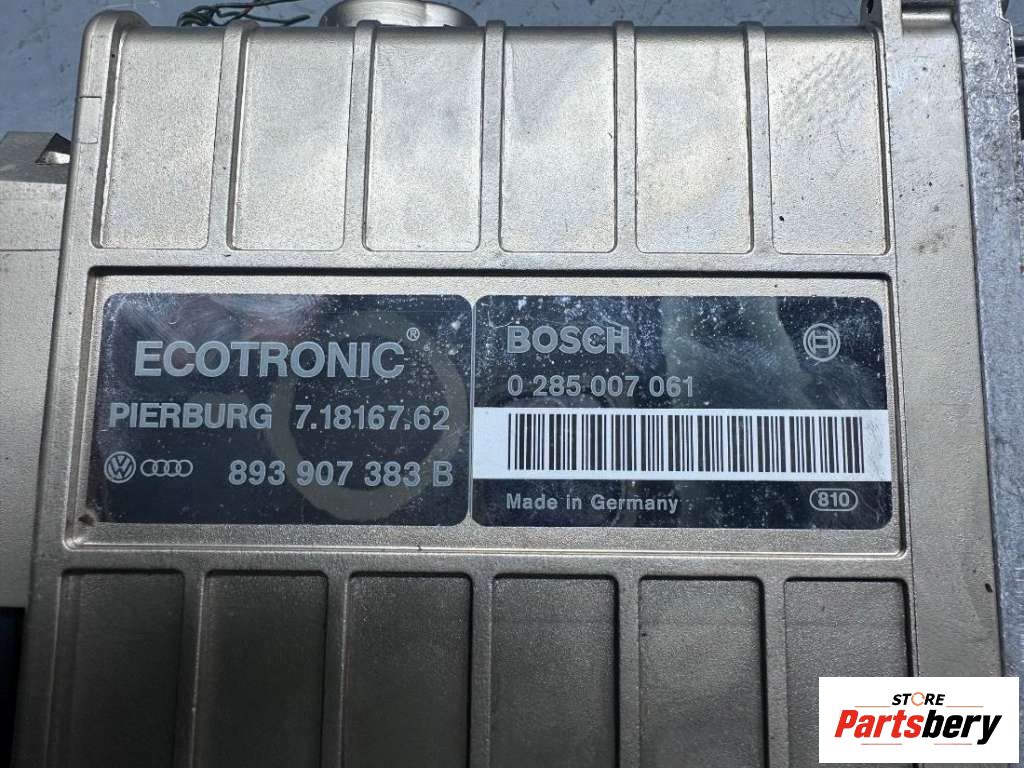 ECOTRONIC®
PIERBURG 7.18167.62
893 907 383 B
BOSCH
0 285 007 061
Made in Germany
810
STORE
Partsbery